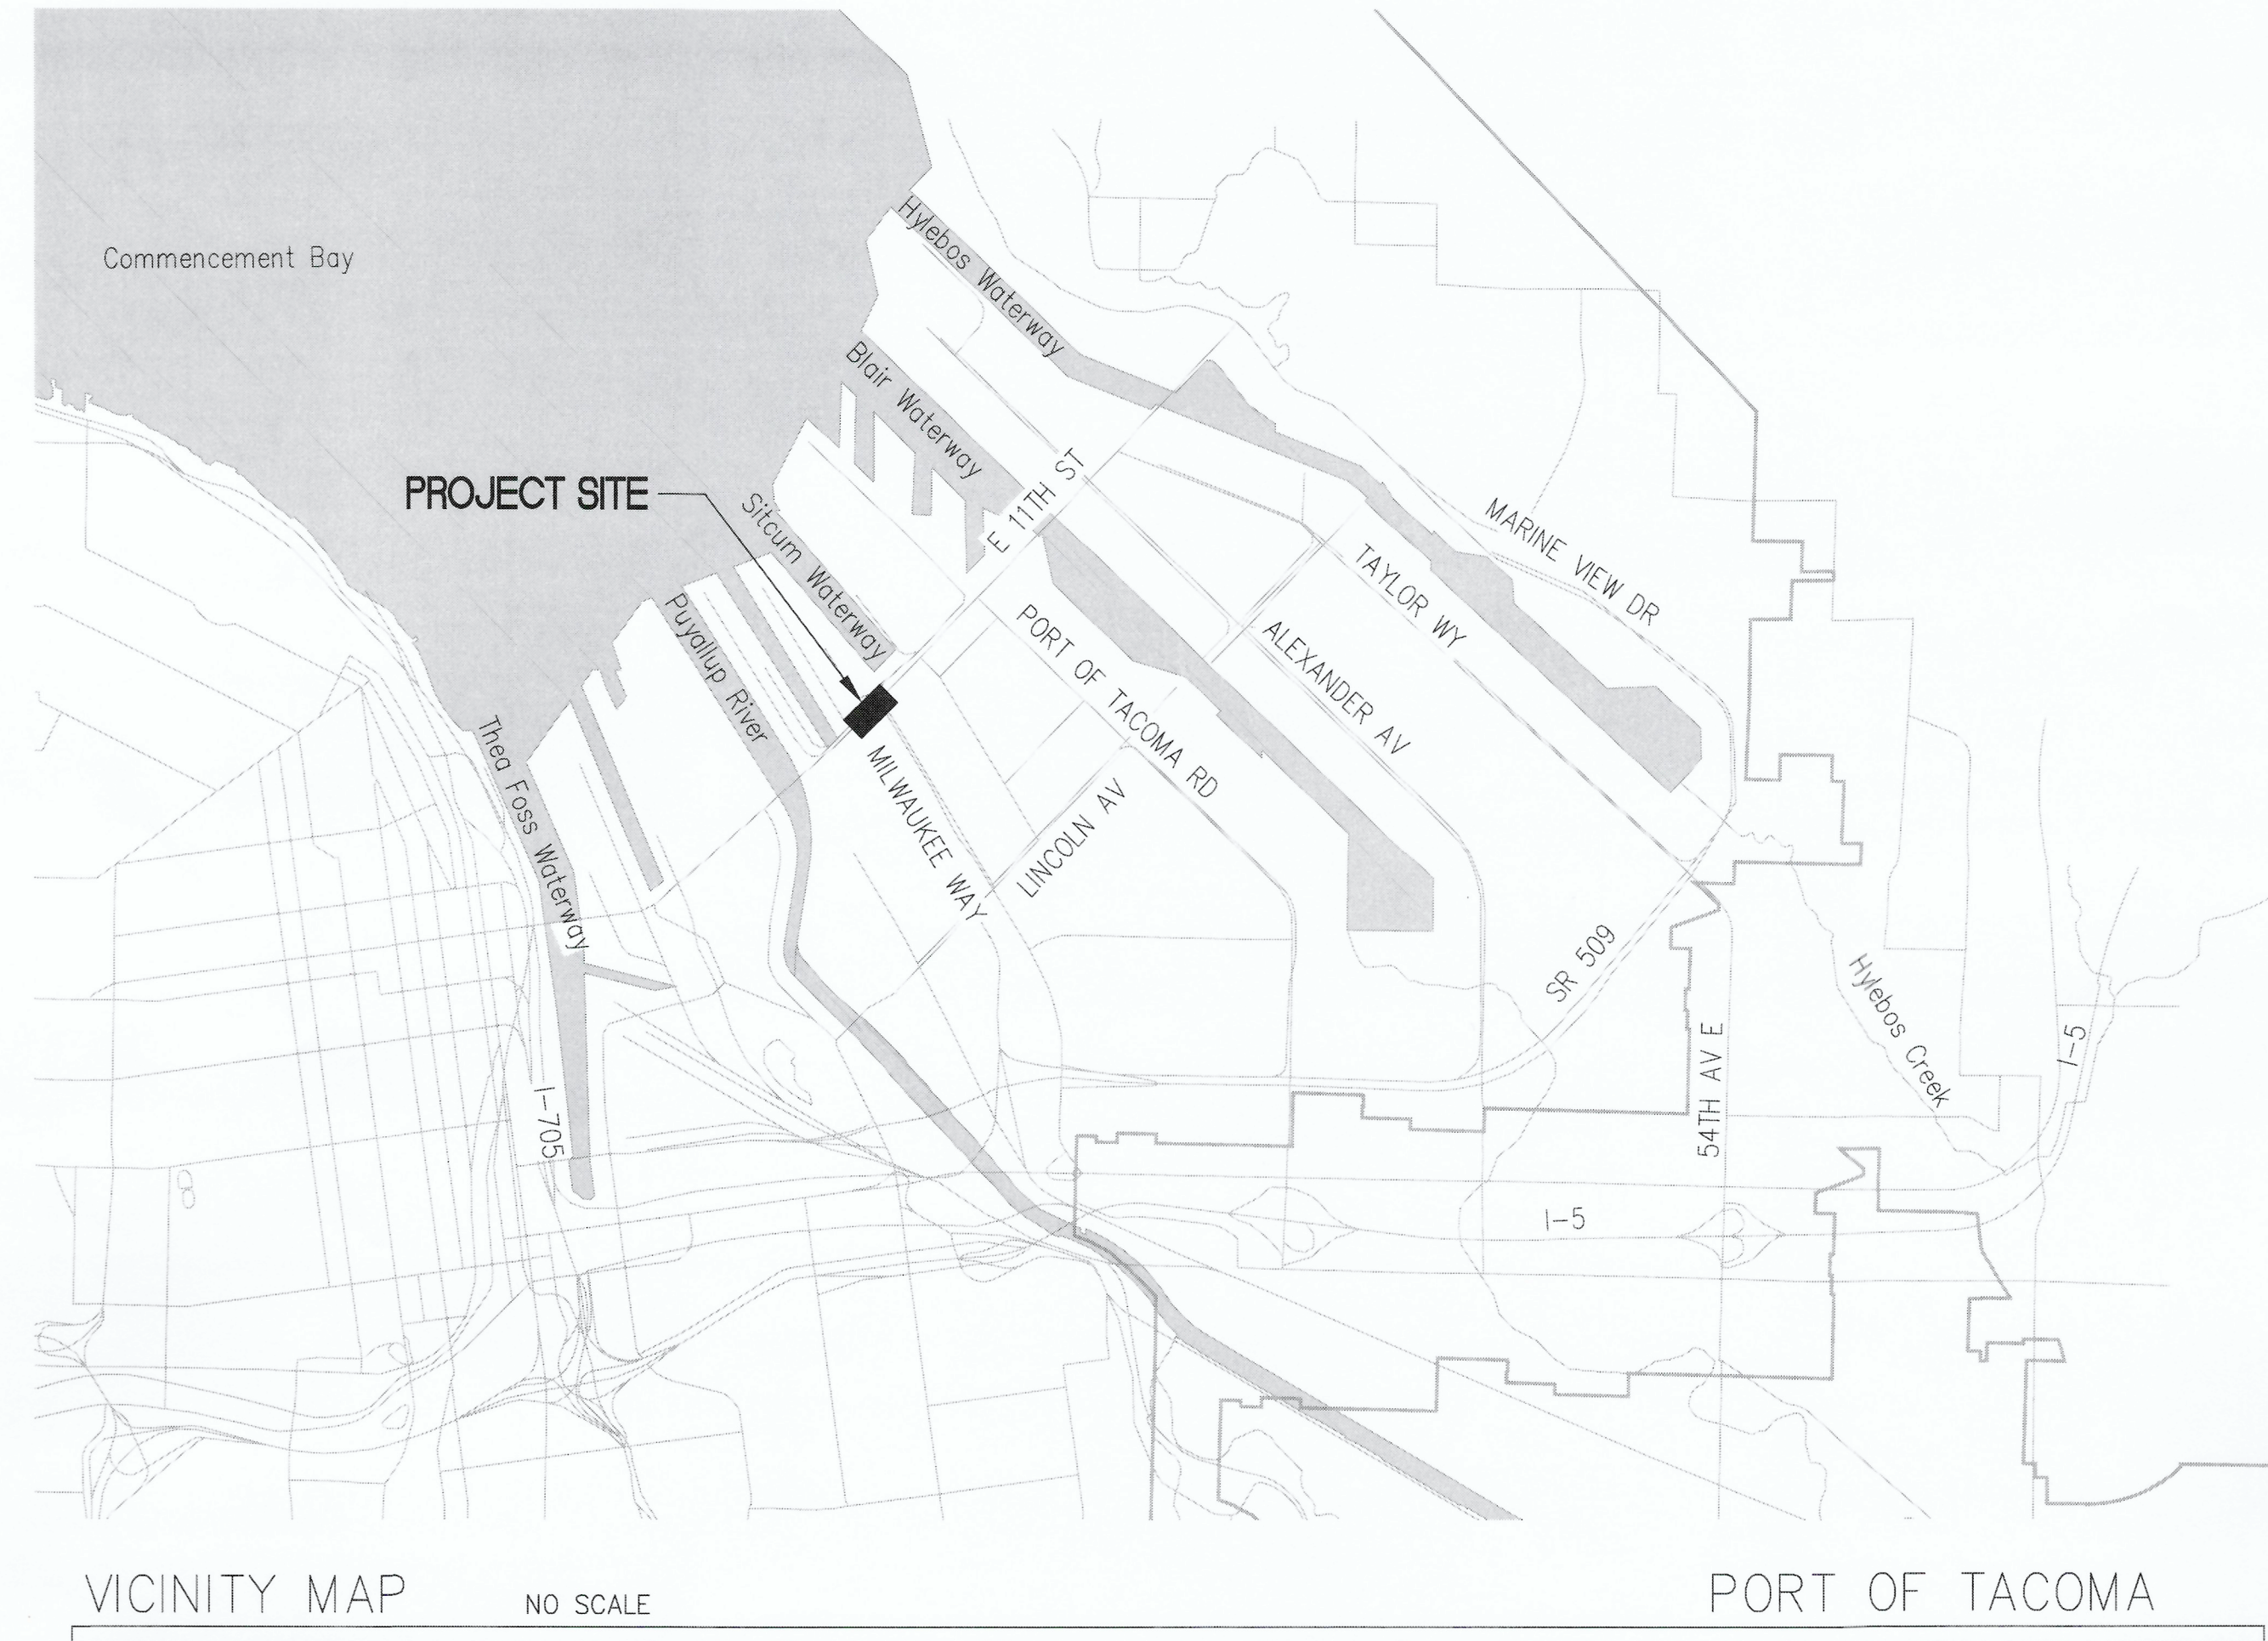 Commencement Bay
Hylebos Waterway
Blair Waterway
PROJECT SITE
Sitcum Waterway
E 11TH ST
MARINE VIEW DR
TAYLOR WY
Puyallup River
PORT OF TACOMA RD
ALEXANDER AV
Thea Foss Waterway
MILWAUKEE WAY
LINCOLN AV
SR 509
Hylebos Creek
54TH AV E
I-5
I-705
I-5
VICINITY MAP
NO SCALE
PORT OF TACOMA